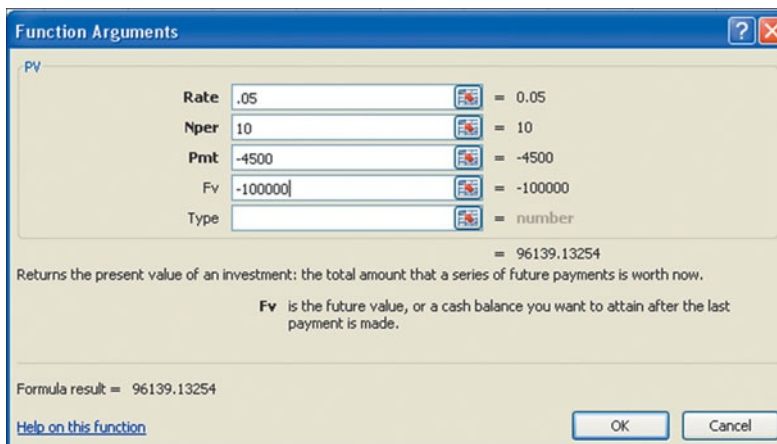 Function Arguments
PV
Rate .05 = 0.05
Nper 10 = 10
Pmt -4500 = -4500
Fv -100000 = -100000
Type = number
= 96139.13254
Returns the present value of an investment: the total amount that a series of future payments is worth now.
Fv is the future value, or a cash balance you want to attain after the last
payment is made.
Formula result = 96139.13254
Help on this function OK Cancel